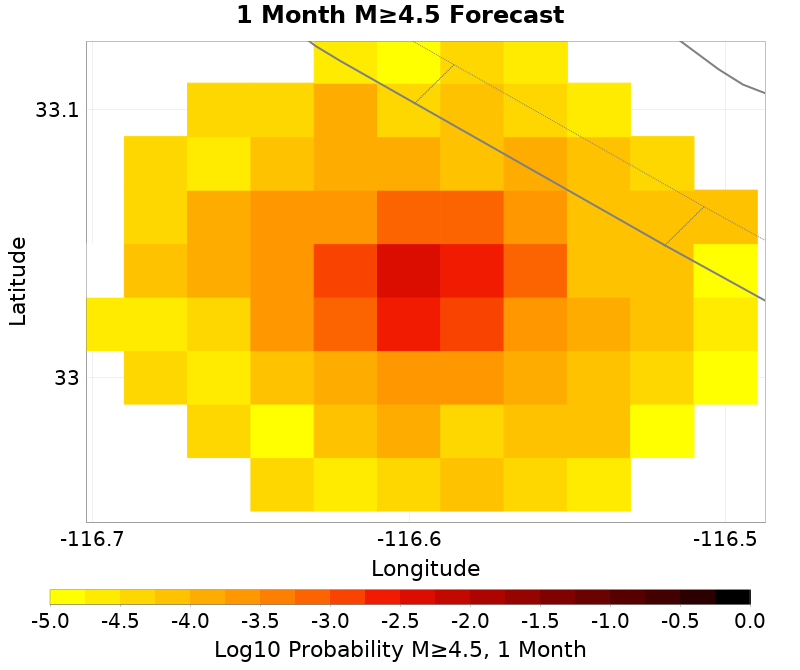 1 Month M≥4.5 Forecast
33.1
33
Latitude
-116.7 -116.6 -116.5
Longitude
-5.0 -4.5 -4.0 -3.5 -3.0 -2.5 -2.0 -1.5 -1.0 -0.5 0.0
Log10 Probability M≥4.5, 1 Month